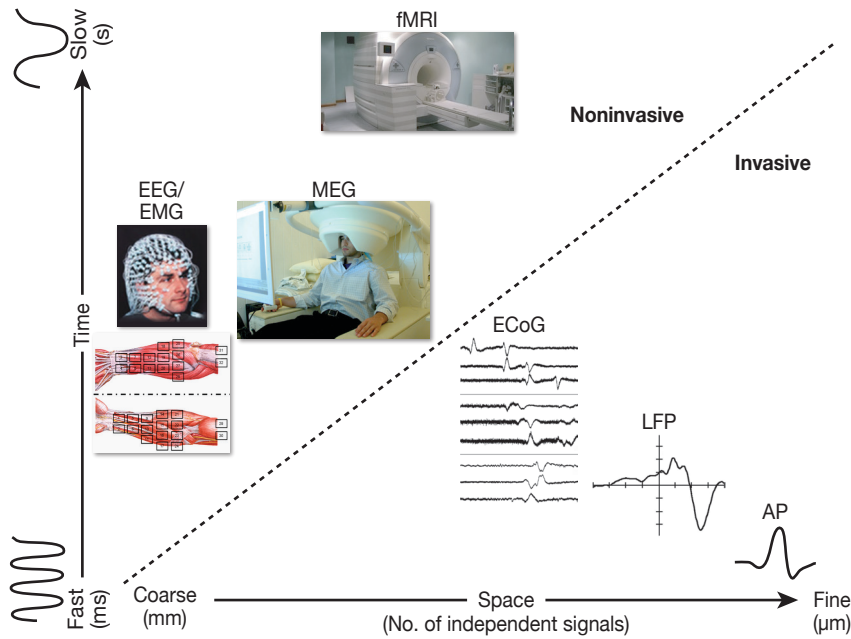 fMRI
Slow
(s)
Noninvasive
Invasive
EEG/
EMG
MEG
Time
ECoG
LFP
AP
Fast
(ms)
Coarse
(mm)
Space
(No. of independent signals)
Fine
(µm)